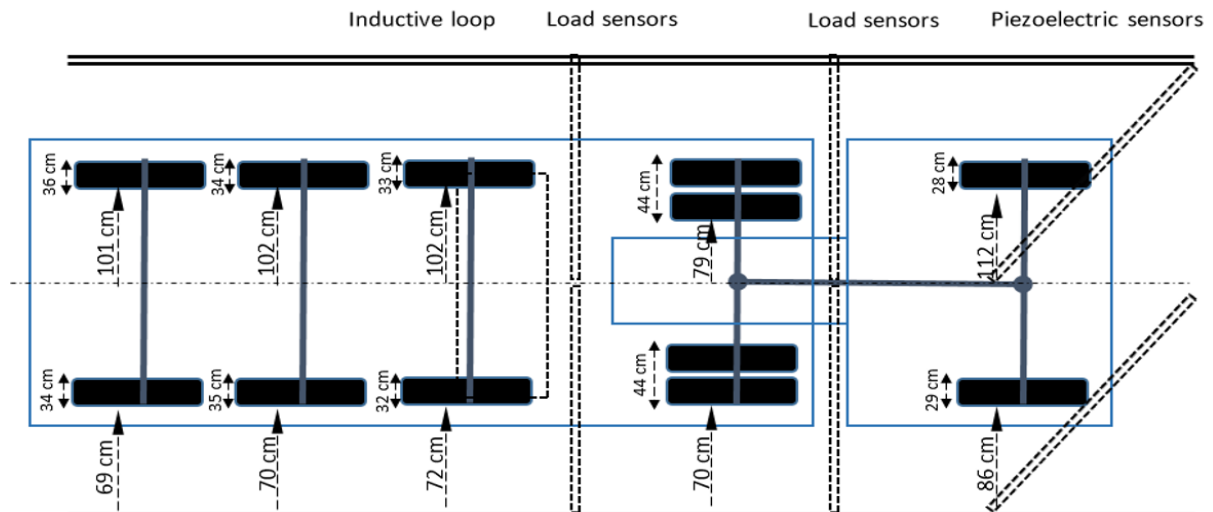 Inductive loop
Load sensors
Load sensors
Piezoelectric sensors
36 cm
34 cm
33 cm
44 cm
28 cm
101 cm
102 cm
102 cm
79 cm
112 cm
34 cm
35 cm
32 cm
44 cm
29 cm
69 cm
70 cm
72 cm
70 cm
86 cm